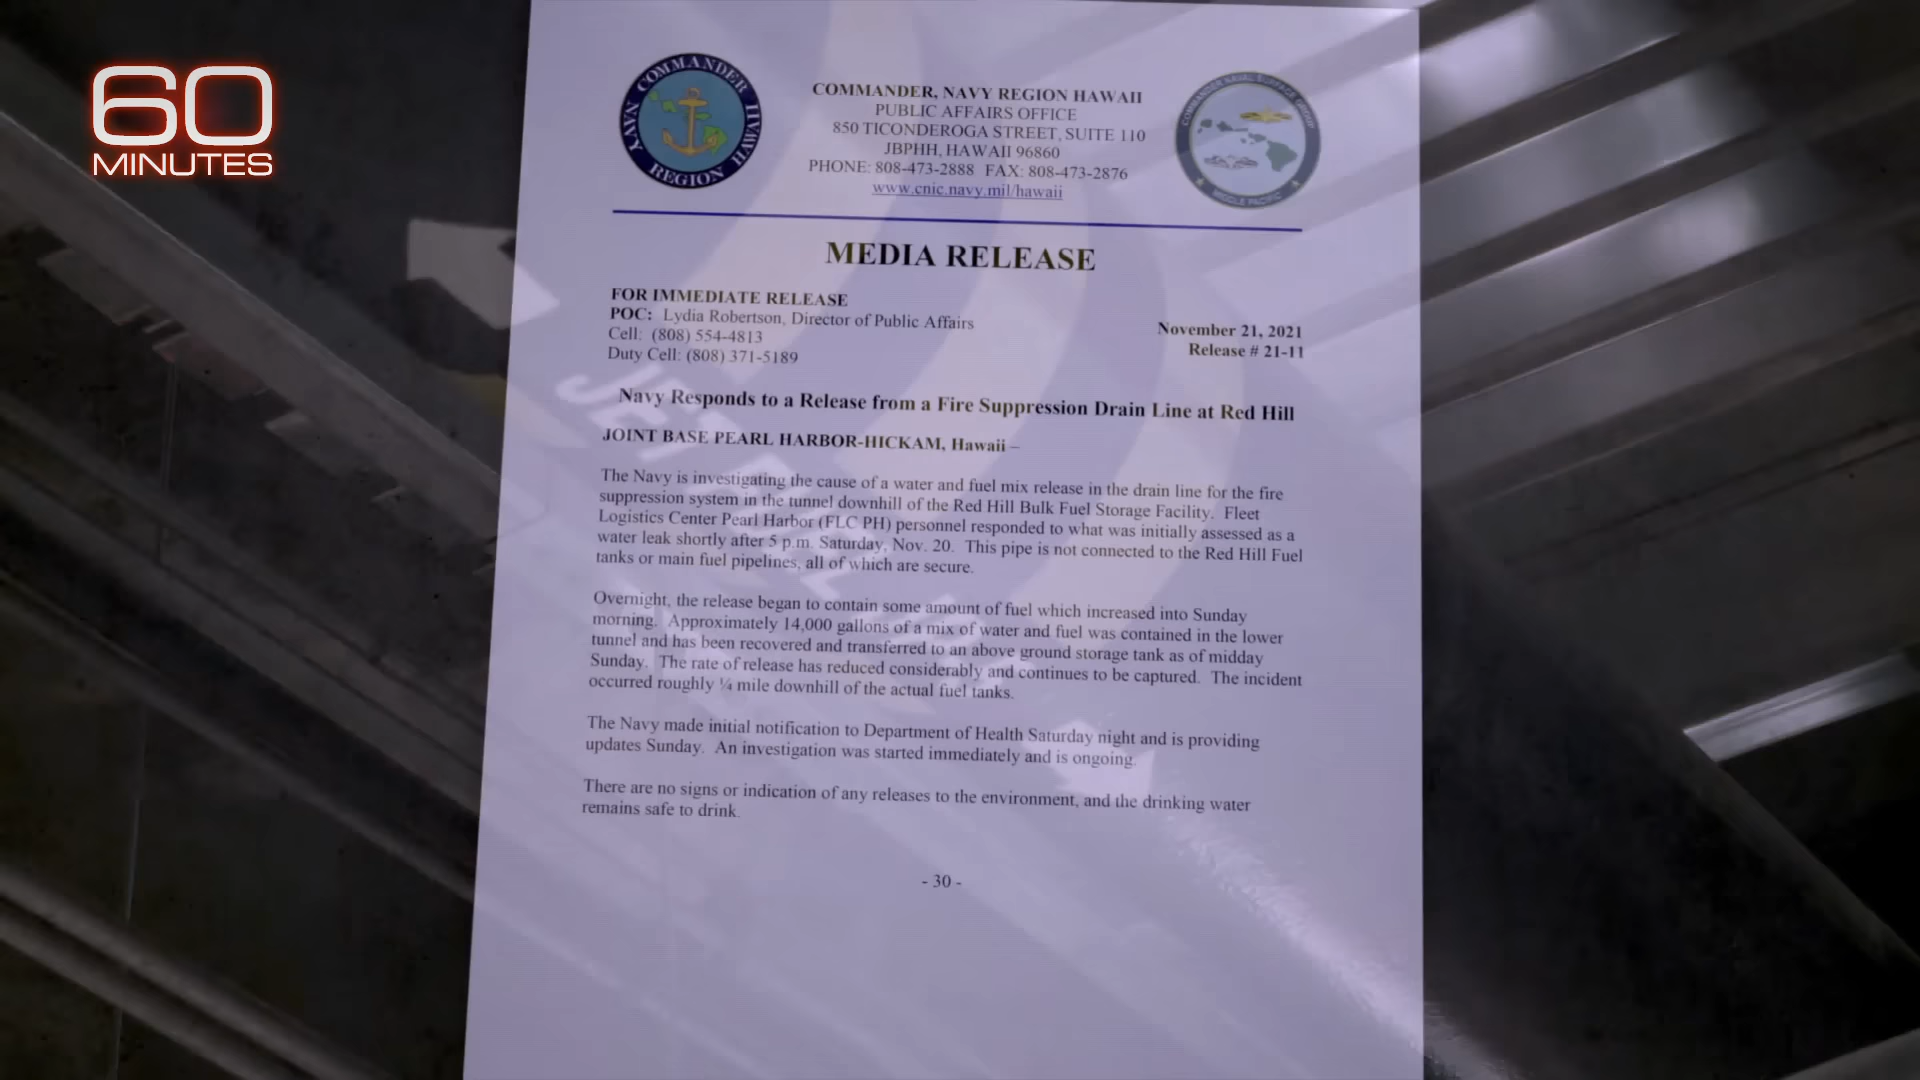 60
MINUTES
NAVY COMMANDER HAWAII
REGION
COMMANDER NAVAL SURFACE GROUP
MIDDLE PACIFIC
COMMANDER, NAVY REGION HAWAII
PUBLIC AFFAIRS OFFICE
850 TICONDEROGA STREET, SUITE 110
JBPHH, HAWAII 96860
PHONE: 808-473-2888 FAX: 808-473-2876
www.cnic.navy.mil/hawaii
MEDIA RELEASE
FOR IMMEDIATE RELEASE
POC: Lydia Robertson, Director of Public Affairs
Cell: (808) 554-4813
Duty Cell: (808) 371-5189
November 21, 2021
Release # 21-11
Navy Responds to a Release from a Fire Suppression Drain Line at Red Hill
JOINT BASE PEARL HARBOR-HICKAM, Hawaii –
The Navy is investigating the cause of a water and fuel mix release in the drain line for the fire
suppression system in the tunnel downhill of the Red Hill Bulk Fuel Storage Facility. Fleet
Logistics Center Pearl Harbor (FLC PH) personnel responded to what was initially assessed as a
water leak shortly after 5 p.m. Saturday, Nov. 20. This pipe is not connected to the Red Hill Fuel
tanks or main fuel pipelines, all of which are secure.
Overnight, the release began to contain some amount of fuel which increased into Sunday
morning. Approximately 14,000 gallons of a mix of water and fuel was contained in the lower
tunnel and has been recovered and transferred to an above ground storage tank as of midday
Sunday. The rate of release has reduced considerably and continues to be captured. The incident
occurred roughly ¼ mile downhill of the actual fuel tanks.
The Navy made initial notification to Department of Health Saturday night and is providing
updates Sunday. An investigation was started immediately and is ongoing.
There are no signs or indication of any releases to the environment, and the drinking water
remains safe to drink.
- 30 -
JET FUEL